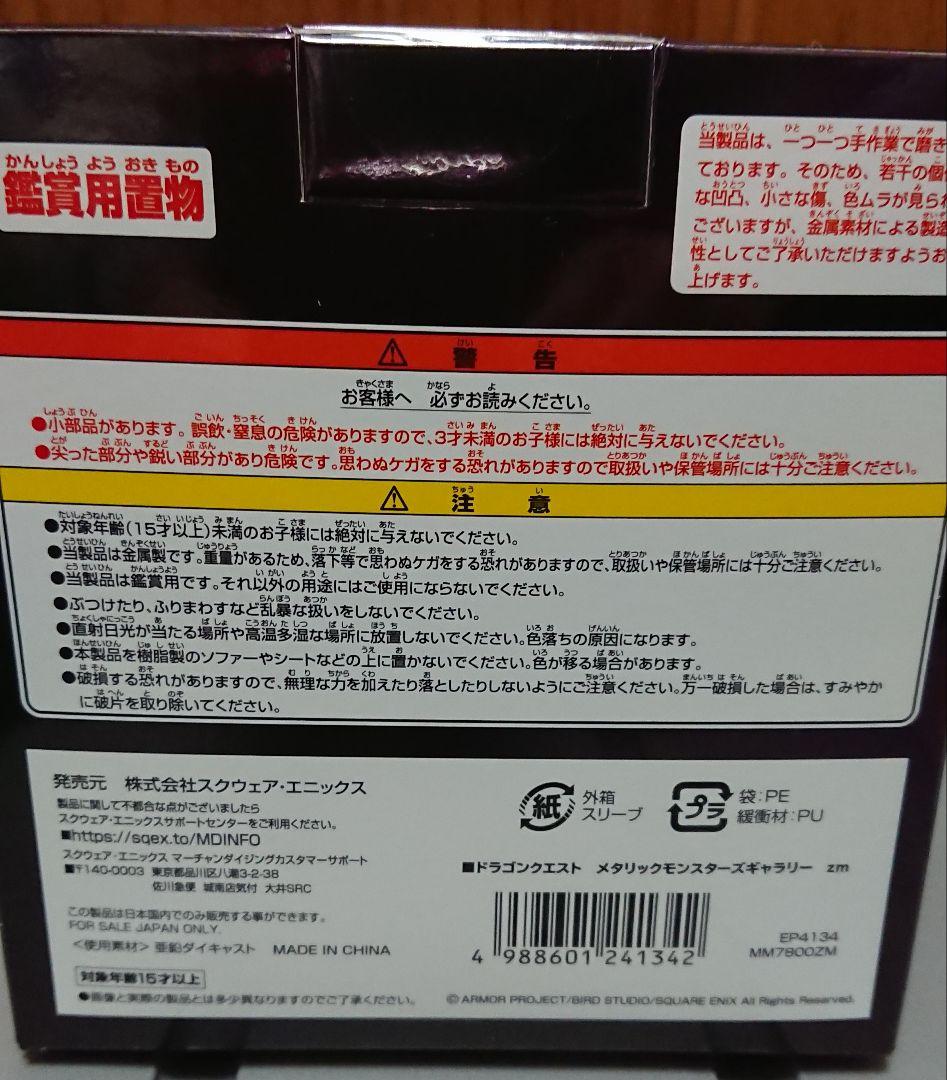 かんしょう よう おき もの
鑑賞用置物
当製品は、一つ一つ手作業で磨き
ております。そのため、若干の個
な凹凸、小さな傷、色ムラが見られ
ございますが、金属素材による製造
性としてご了承いただけますようお
上げます。
⚠ 警告
お客様へ 必ずお読みください。
●小部品があります。誤飲・窒息の危険がありますので、3才未満のお子様には絶対に与えないでください。
●尖った部分や鋭い部分があり危険です。思わぬケガをする恐れがありますので取扱いや保管場所には十分ご注意ください。
⚠ 注意
●対象年齢(15才以上)未満のお子様には絶対に与えないでください。
●当製品は金属製です。重量があるため、落下等で思わぬケガをする恐れがありますので、取扱いや保管場所には十分ご注意ください。
●当製品は鑑賞用です。それ以外の用途にはご使用にならないでください。
●ぶつけたり、ふりまわすなど乱暴な扱いをしないでください。
●直射日光が当たる場所や高温多湿な場所に放置しないでください。色落ちの原因になります。
●本製品を樹脂製のソファーやシートなどの上に置かないでください。色が移る場合があります。
●破損する恐れがありますので、無理な力を加えたり落としたりしないようにご注意ください。万一破損した場合は、すみやか
に破片を取り除いてください。
発売元 株式会社スクウェア・エニックス
製品に関して不都合な点がございましたら
スクウェア・エニックスサポートセンターをご利用ください。
■https://sqex.to/MDINFO
スクウェア・エニックス マーチャンダイジングカスタマーサポート
■〒140-0003 東京都品川区八潮3-2-38
佐川急便 城南店気付 大井SRC
この製品は日本国内でのみ販売する事ができます。
FOR SALE JAPAN ONLY.
<使用素材> 亜鉛ダイキャスト MADE IN CHINA
対象年齢15才以上
●画像と実際の製品とは多少異なりますのでご了承ください。
紙 外箱
スリーブ
プラ 袋:PE
緩衝材:PU
■ドラゴンクエスト メタリックモンスターズギャラリー zm
4 988601 241342
EP4134
MM7800ZM
©ARMOR PROJECT/BIRD STUDIO/SQUARE ENIX All Rights Reserved.